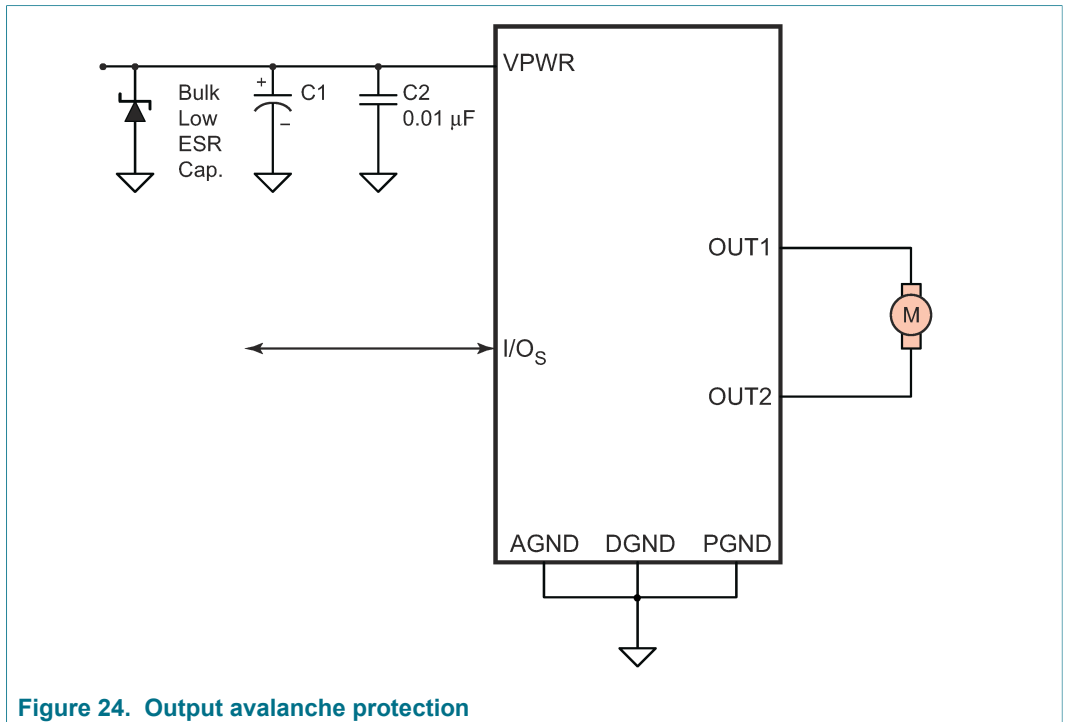 VPWR
Bulk
Low
ESR
Cap.
+
C1
–
C2
0.01 μF
OUT1
M
I/OS
OUT2
AGND DGND PGND
Figure 24. Output avalanche protection